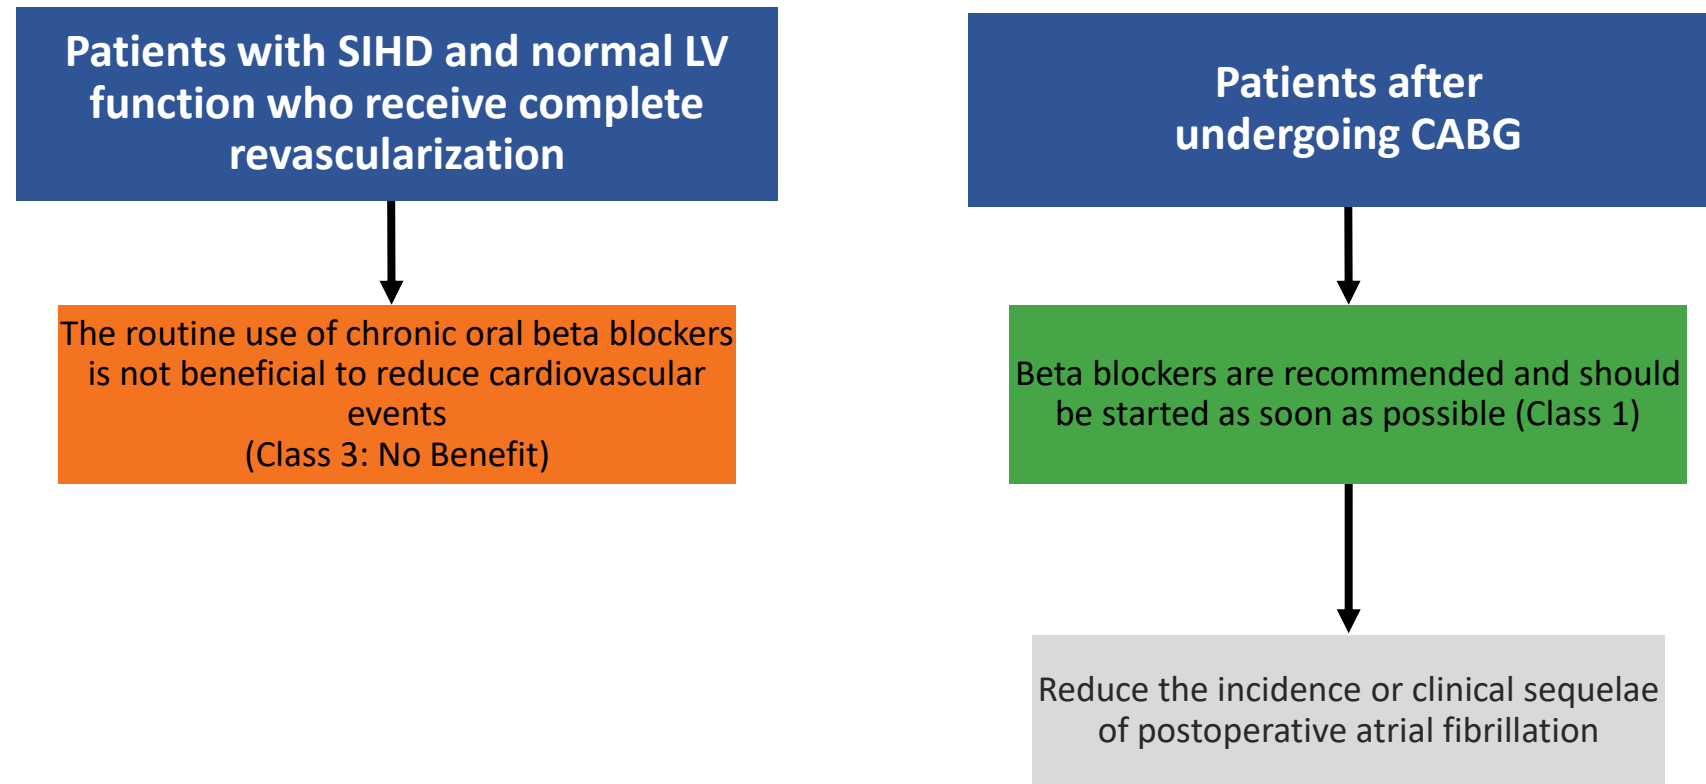 Patients with SIHD and normal LV
function who receive complete
revascularization
The routine use of chronic oral beta blockers
is not beneficial to reduce cardiovascular
events
(Class 3: No Benefit)
Patients after
undergoing CABG
Beta blockers are recommended and should
be started as soon as possible (Class 1)
Reduce the incidence or clinical sequelae
of postoperative atrial fibrillation